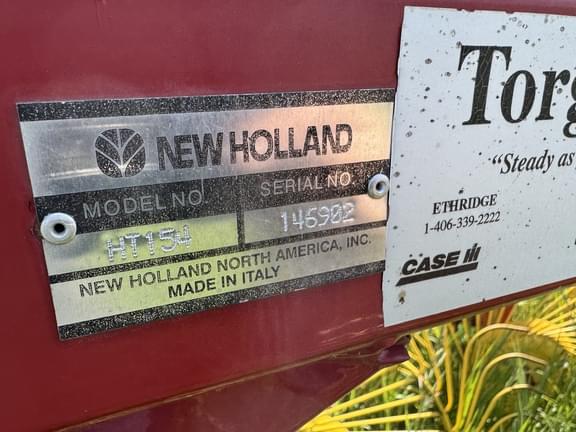 NEW HOLLAND
MODEL NO
SERIAL NO.
HT154
146902
NEW HOLLAND NORTH AMERICA, INC.
MADE IN ITALY
Torg
"Steady as
ETHRIDGE
1-406-339-2222
CASE IH